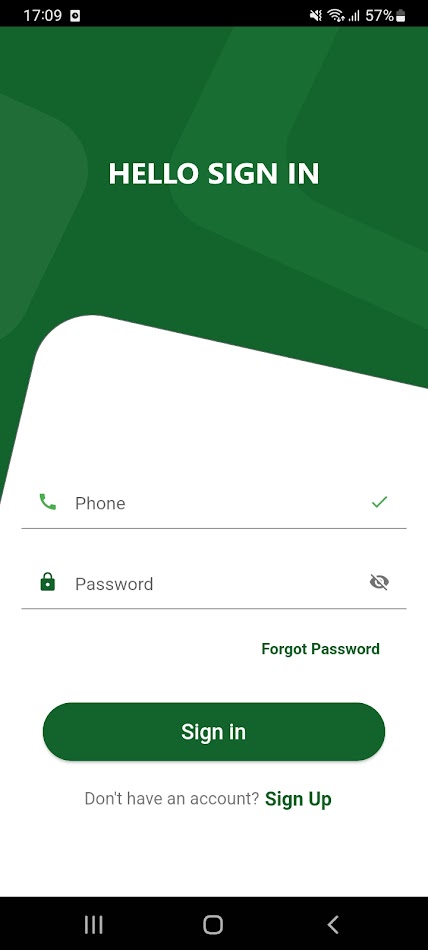 17:09 57%
HELLO SIGN IN
Phone
Password
Forgot Password
Sign in
Don't have an account? Sign Up